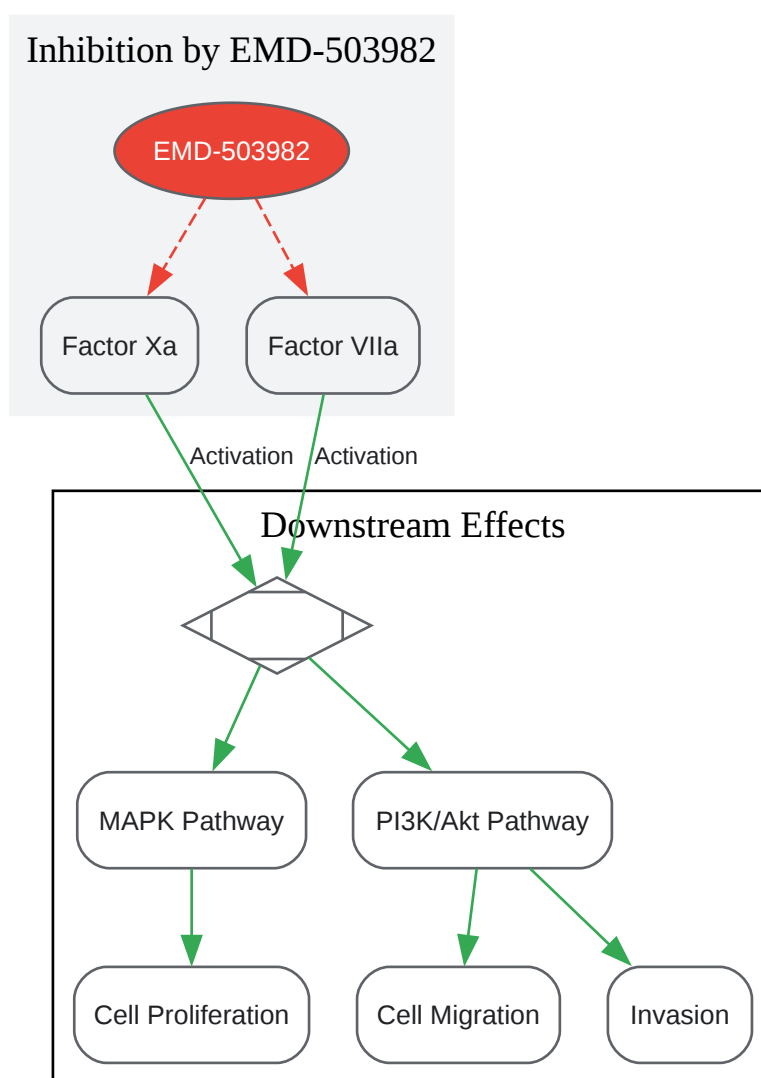 Inhibition by EMD-503982
EMD-503982
Factor Xa
Factor VIIa
Activation
Activation
Downstream Effects
MAPK Pathway
PI3K/Akt Pathway
Cell Proliferation
Cell Migration
Invasion